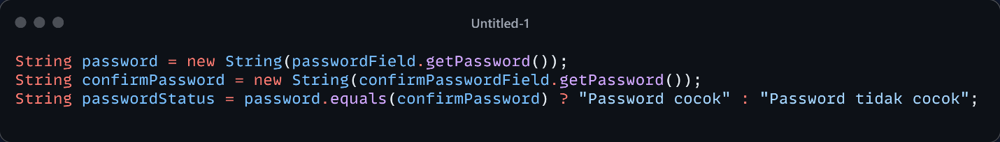 Untitled-1
String password = new String(passwordField.getPassword());
String confirmPassword = new String(confirmPasswordField.getPassword());
String passwordStatus = password.equals(confirmPassword) ? "Password cocok" : "Password tidak cocok";